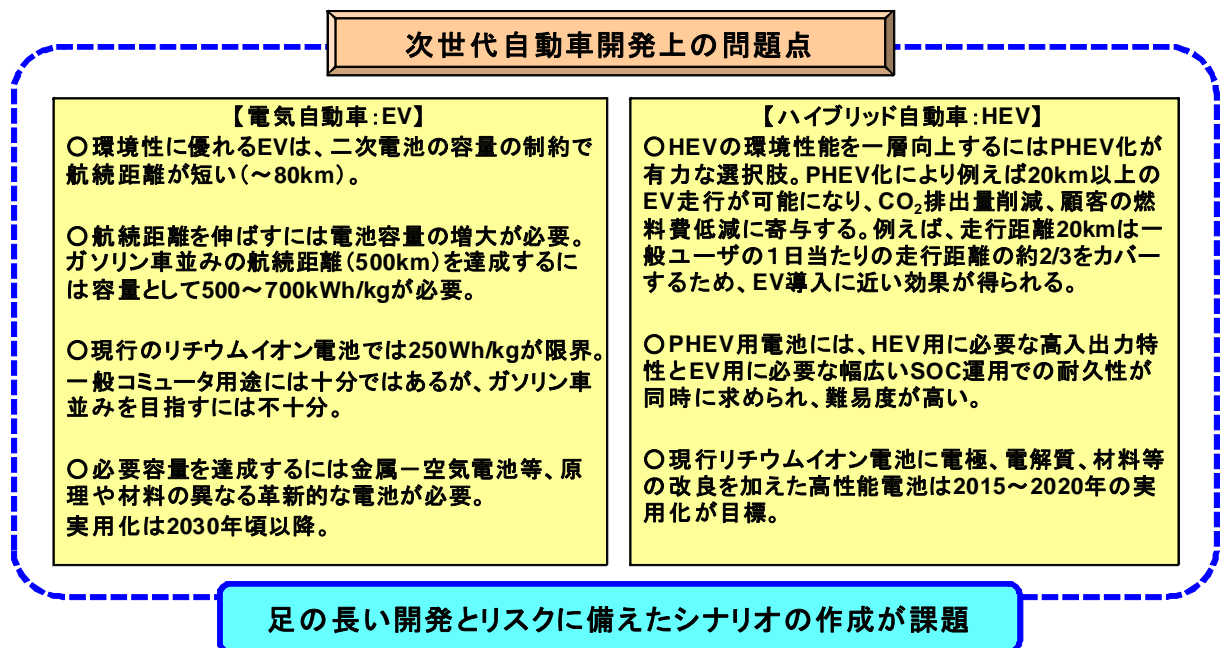 次世代自動車開発上の問題点
【電気自動車:EV】
○環境性に優れるEVは、二次電池の容量の制約で
航続距離が短い(~80km)。
○航続距離を伸ばすには電池容量の増大が必要。
ガソリン車並みの航続距離(500km)を達成するに
は容量として500~700kWh/kgが必要。
○現行のリチウムイオン電池では250Wh/kgが限界。
一般コミュータ用途には十分ではあるが、ガソリン車
並みを目指すには不十分。
○必要容量を達成するには金属-空気電池等、原
理や材料の異なる革新的な電池が必要。
実用化は2030年頃以降。
【ハイブリッド自動車:HEV】
○HEVの環境性能を一層向上するにはPHEV化が
有力な選択肢。PHEV化により例えば20km以上の
EV走行が可能になり、CO₂排出量削減、顧客の燃
料費低減に寄与する。例えば、走行距離20kmは一
般ユーザの1日当たりの走行距離の約2/3をカバー
するため、EV導入に近い効果が得られる。
○PHEV用電池には、HEV用に必要な高入出力特
性とEV用に必要な幅広いSOC運用での耐久性が
同時に求められ、難易度が高い。
○現行リチウムイオン電池に電極、電解質、材料等
の改良を加えた高性能電池は2015~2020年の実
用化が目標。
足の長い開発とリスクに備えたシナリオの作成が課題